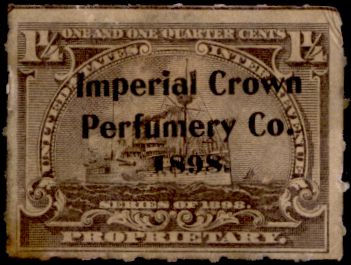 1¼ ONE AND ONE QUARTER CENTS 1¼
UNITED STATES INTER. REVENUE
Imperial Crown
Perfumery Co.
1898.
SERIES OF 1898.
PROPRIETARY.